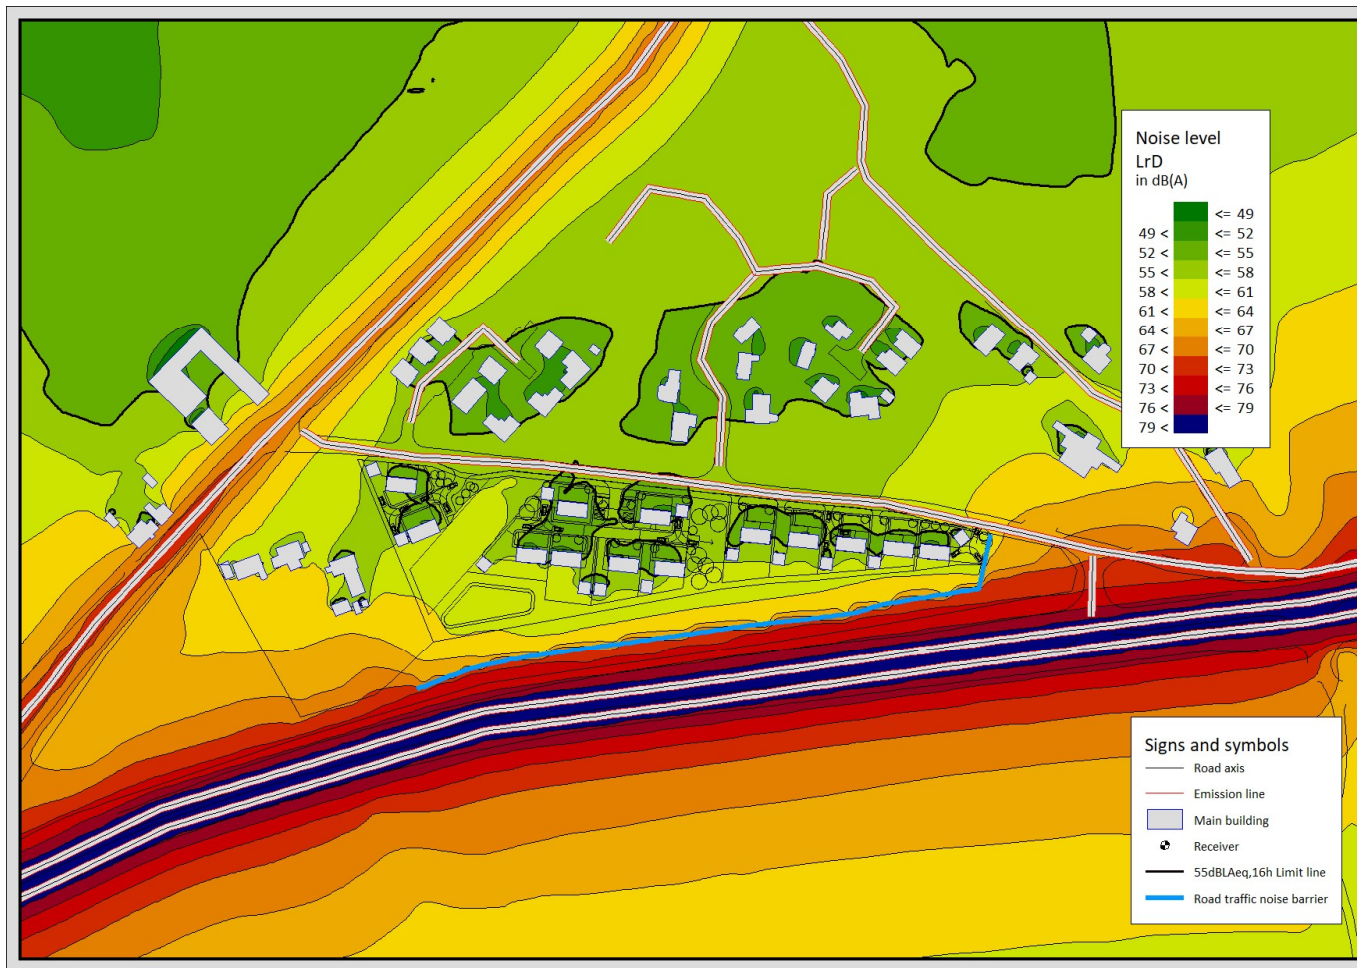 Noise level
LrD
in dB(A)
<= 49
49 < <= 52
52 < <= 55
55 < <= 58
58 < <= 61
61 < <= 64
64 < <= 67
67 < <= 70
70 < <= 73
73 < <= 76
76 < <= 79
79 <
Signs and symbols
Road axis
Emission line
Main building
Receiver
55dBLAeq,16h Limit line
Road traffic noise barrier